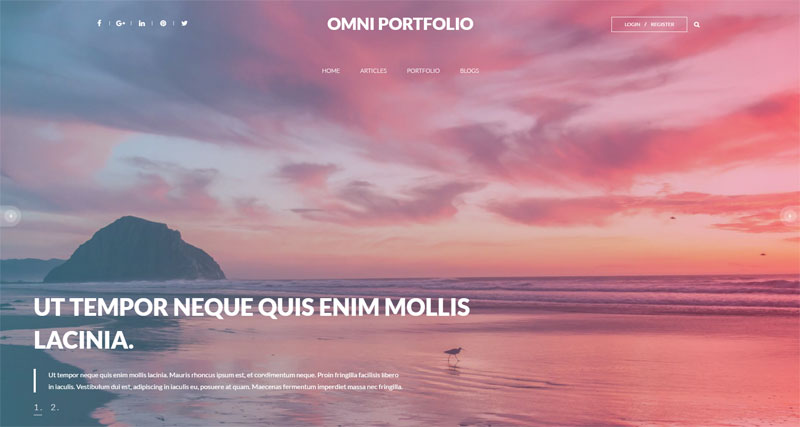 OMNI PORTFOLIO
LOGIN / REGISTER
HOME ARTICLES PORTFOLIO BLOGS
UT TEMPOR NEQUE QUIS ENIM MOLLIS
LACINIA.
Ut tempor neque quis enim mollis lacinia. Mauris rhoncus ipsum est, et condimentum neque. Proin fringilla facilisis libero
in iaculis. Vestibulum dui est, adipiscing in iaculis eu, posuere at quam. Maecenas fermentum imperdiet massa nec fringilla.
1. 2.